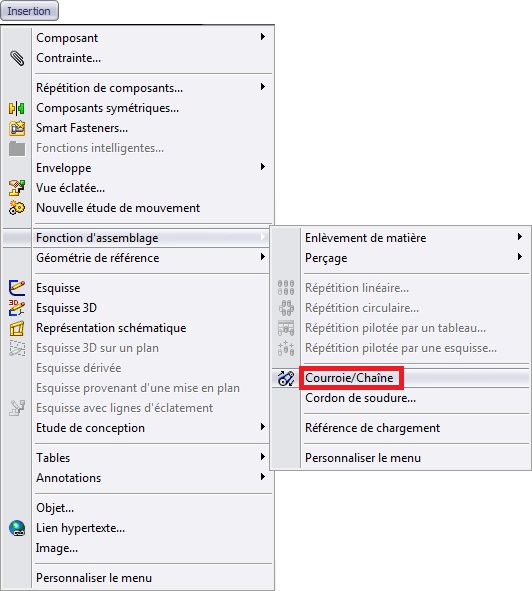 Insertion
Composant
Contrainte...
Répétition de composants...
Composants symétriques...
Smart Fasteners...
Fonctions intelligentes...
Enveloppe
Vue éclatée...
Nouvelle étude de mouvement
Fonction d'assemblage
Géométrie de référence
Esquisse
Esquisse 3D
Représentation schématique
Esquisse 3D sur un plan
Esquisse dérivée
Esquisse provenant d'une mise en plan
Esquisse avec lignes d'éclatement
Etude de conception
Tables
Annotations
Objet...
Lien hypertexte...
Image...
Personnaliser le menu
Enlèvement de matière
Perçage
Répétition linéaire...
Répétition circulaire...
Répétition pilotée par un tableau...
Répétition pilotée par une esquisse...
Courroie/Chaîne
Cordon de soudure...
Référence de chargement
Personnaliser le menu